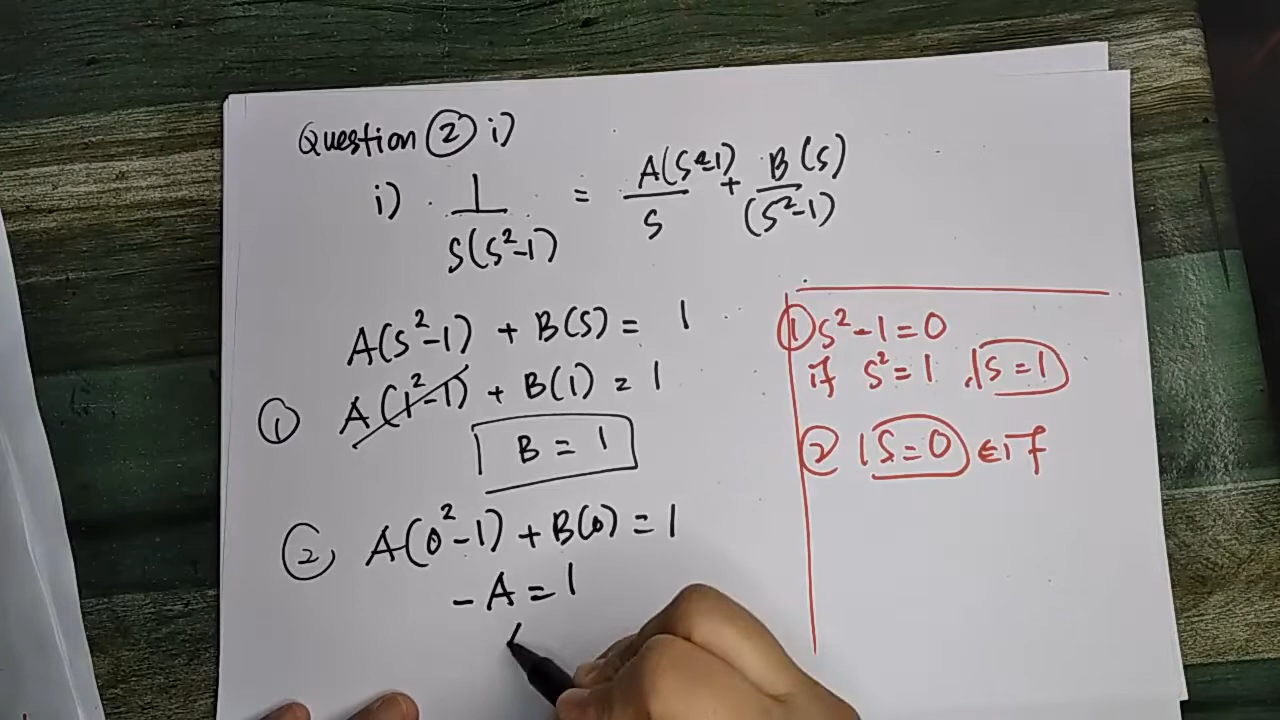 Question ② i)
i) 1 / S(S²-1) = A(S²-1) / S + B(S) / (S²-1)
A(S²-1) + B(S) = 1
① A(1²-1) + B(1) = 1
B = 1
② A(0²-1) + B(0) = 1
-A = 1
① S²-1=0
if S²=1, S=1
② S=0 ∈ if